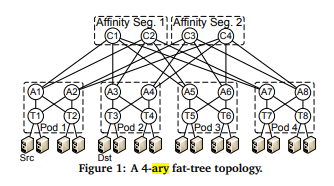 Affinity Seg. 1 Affinity Seg. 2
C1 C2 C3 C4
A1 A2 A3 A4 A5 A6 A7 A8
T1 T2 T3 T4 T5 T6 T7 T8
Pod 1 Pod 2 Pod 3 Pod 4
Src Dst
Figure 1: A 4-ary fat-tree topology.